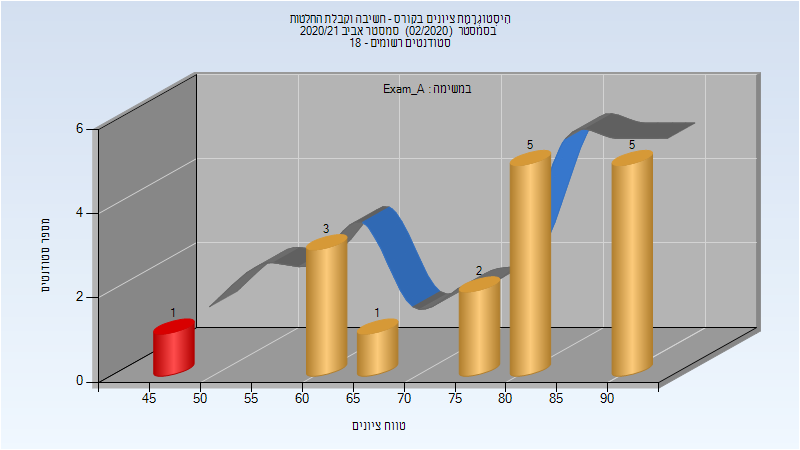 היסטוגרמת ציונים בקורס - חשיבה וקבלת החלטות
בסמסטר (02/2020) סמסטר אביב 2020/21
סטודנטים רשומים - 18
במשימה : Exam_A
מספר סטודנטים
6
4
2
0
1
3
1
2
5
5
45 50 55 60 65 70 75 80 85 90
טווח ציונים